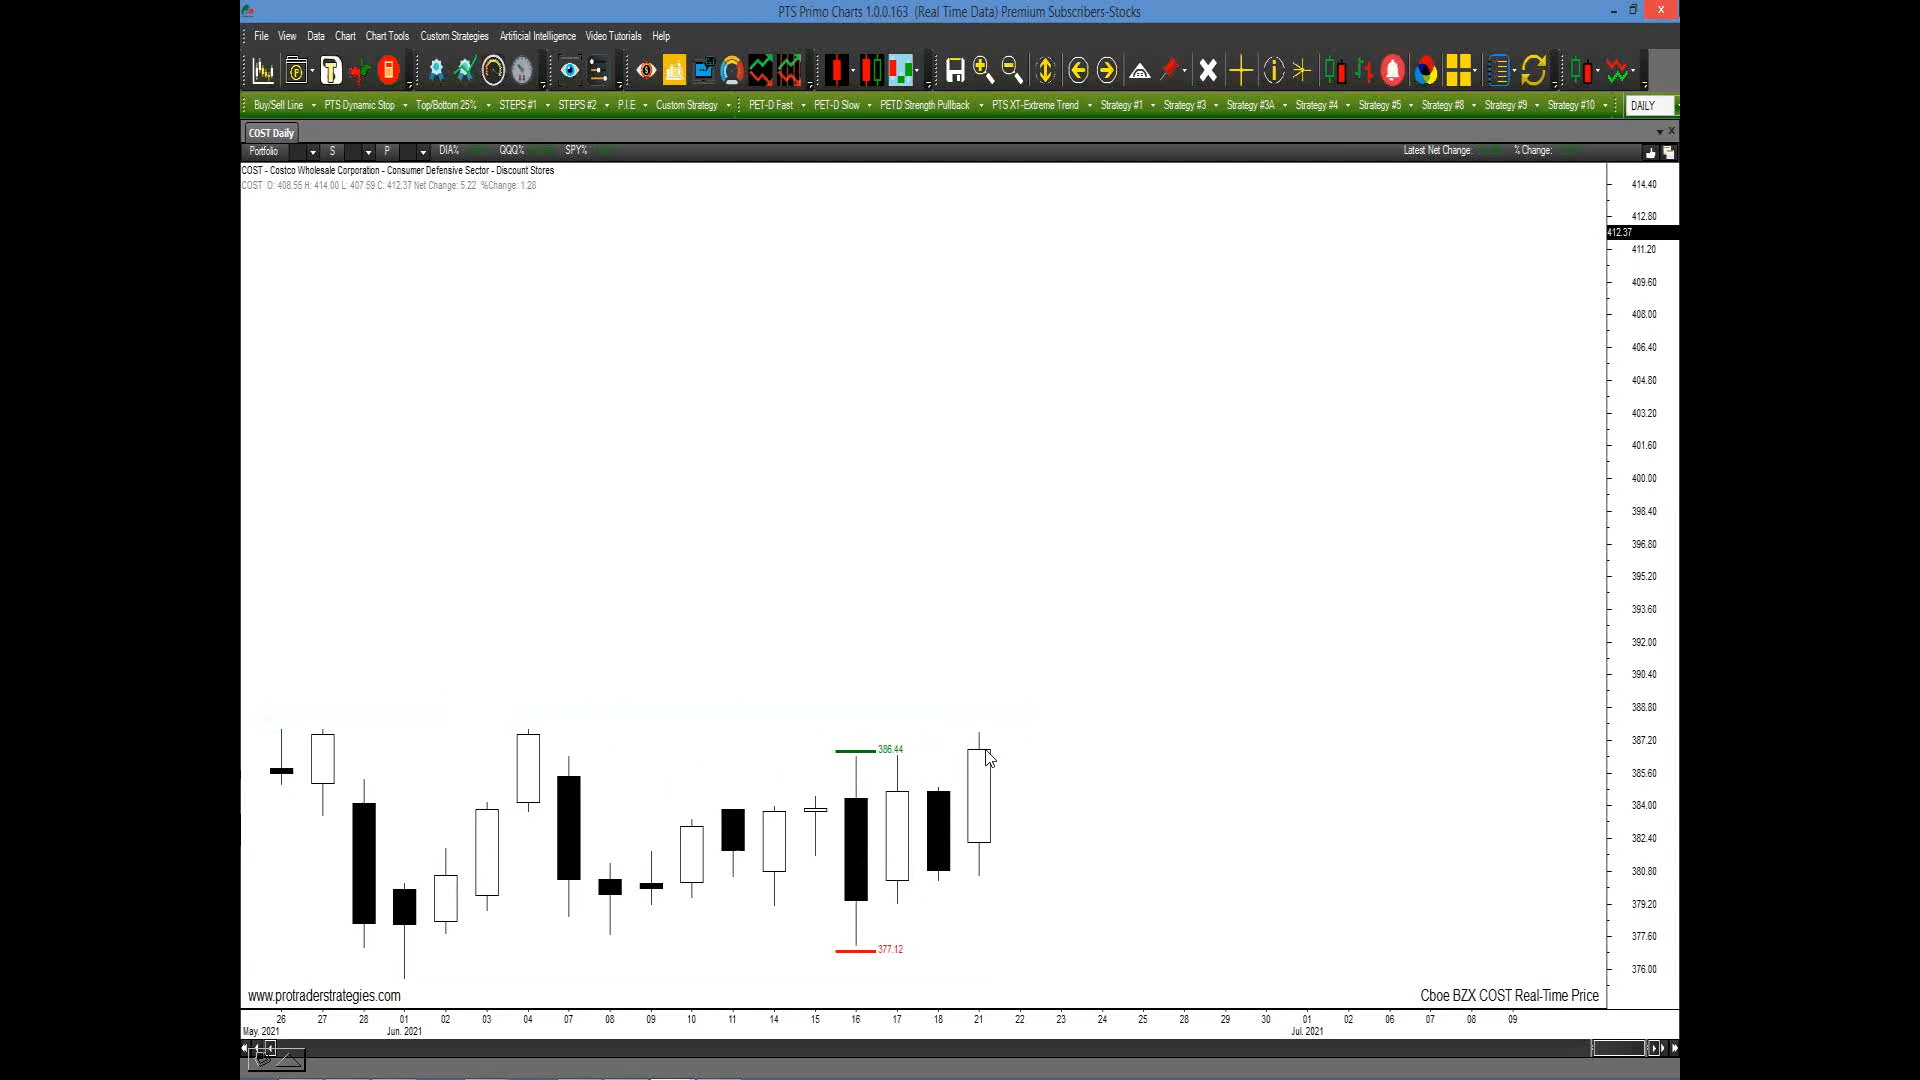 PTS Primo Charts 1.0.0.163 (Real Time Data) Premium Subscribers-Stocks
File View Data Chart Chart Tools Custom Strategies Artificial Intelligence Video Tutorials Help
Buy/Sell Line PTS Dynamic Stop Top/Bottom 25% STEPS #1 STEPS #2 P.I.E. Custom Strategy PET-D Fast PET-D Slow PETD Strength Pullback PTS XT-Extreme Trend Strategy #1 Strategy #3 Strategy #3A Strategy #4 Strategy #5 Strategy #8 Strategy #9 Strategy #10 DAILY
COST Daily
Portfolio S P DIA% QQQ% SPY% Latest Net Change: % Change:
COST - Costco Wholesale Corporation - Consumer Defensive Sector - Discount Stores
COST O: 408.55 H: 414.00 L: 407.59 C: 412.37 Net Change: 5.22 %Change: 1.28
414.40
412.80
412.37
411.20
409.60
408.00
406.40
404.80
403.20
401.60
400.00
398.40
396.80
395.20
393.60
392.00
390.40
388.80
387.20
386.44
385.60
384.00
382.40
380.80
379.20
377.60
377.12
376.00
www.protraderstrategies.com
Cboe BZX COST Real-Time Price
26 27 28 01 02 03 04 07 08 09 10 11 14 15 16 17 18 21 22 23 24 25 28 29 30 01 02 06 07 08 09
May. 2021 Jun. 2021 Jul. 2021